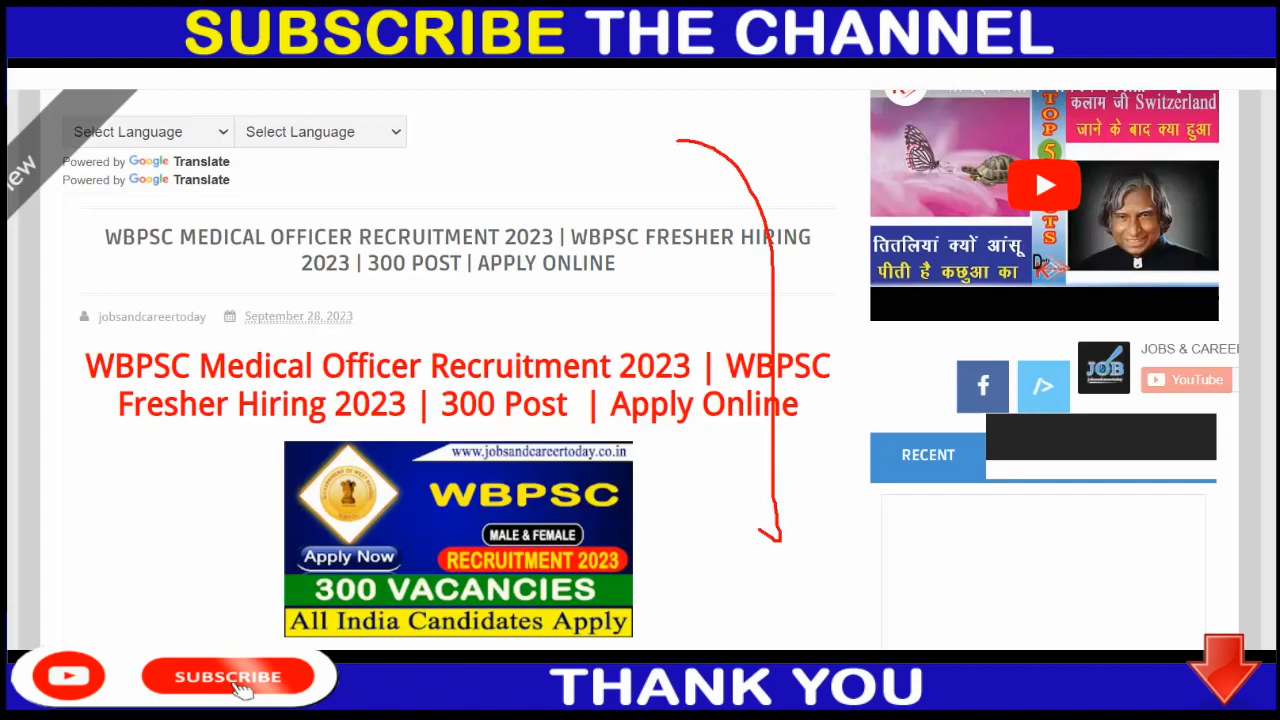 SUBSCRIBE THE CHANNEL
Select Language Select Language
Powered by Google Translate
Powered by Google Translate
WBPSC MEDICAL OFFICER RECRUITMENT 2023 | WBPSC FRESHER HIRING
2023 | 300 POST | APPLY ONLINE
jobsandcareertoday September 28, 2023
WBPSC Medical Officer Recruitment 2023 | WBPSC
Fresher Hiring 2023 | 300 Post | Apply Online
www.jobsandcareertoday.co.in
WBPSC
MALE & FEMALE
Apply Now
RECRUITMENT 2023
300 VACANCIES
All India Candidates Apply
कलाम जी Switzerland
जाने के बाद क्या हुआ
TOP 5
तितलियां क्यों आंसू
पीती है कछुआ का
JOBS & CAREE
JOB
YouTube
RECENT
SUBSCRIBE
THANK YOU